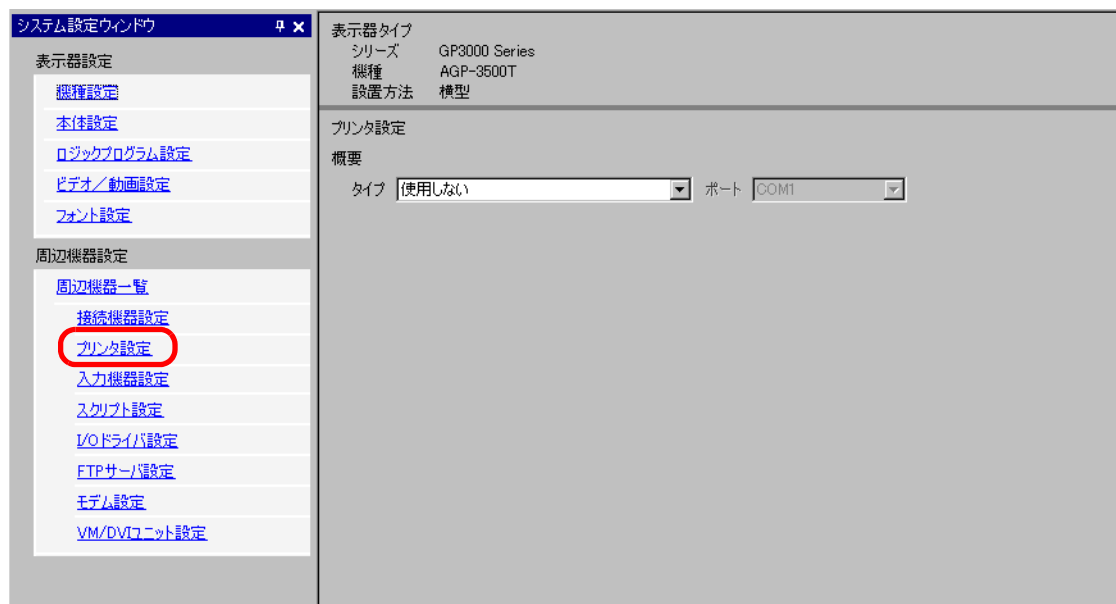 システム設定ウィンドウ
表示器設定
機種設定
本体設定
ロジックプログラム設定
ビデオ／動画設定
フォント設定
周辺機器設定
周辺機器一覧
接続機器設定
プリンタ設定
入力機器設定
スクリプト設定
I/Oドライバ設定
FTPサーバ設定
モデム設定
VM/DVIユニット設定
表示器タイプ
シリーズ GP3000 Series
機種 AGP-3500T
設置方法 横型
プリンタ設定
概要
タイプ 使用しない ポート COM1